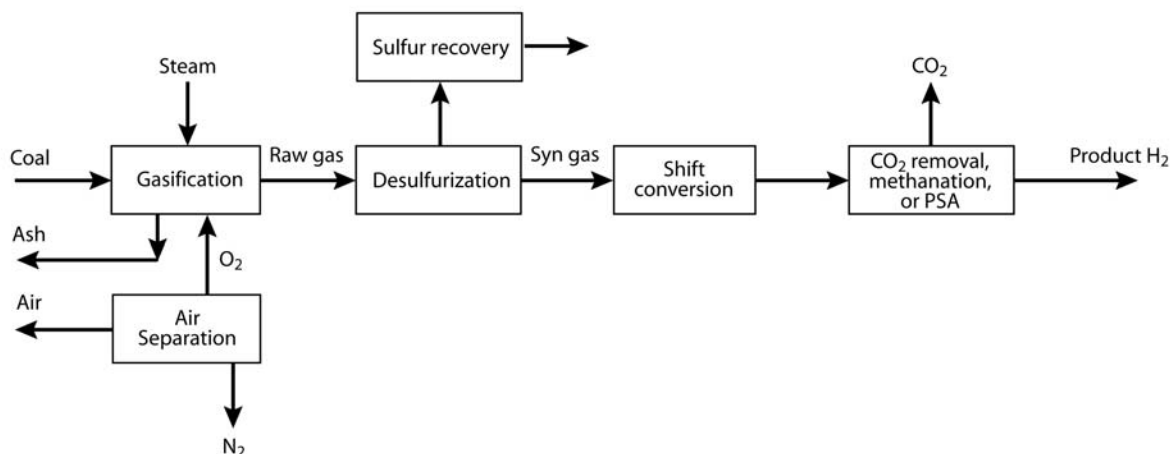 Sulfur recovery
Steam
CO₂
Coal
Gasification
Raw gas
Desulfurization
Syn gas
Shift
conversion
CO₂ removal,
methanation,
or PSA
Product H₂
Ash
O₂
Air
Air
Separation
N₂